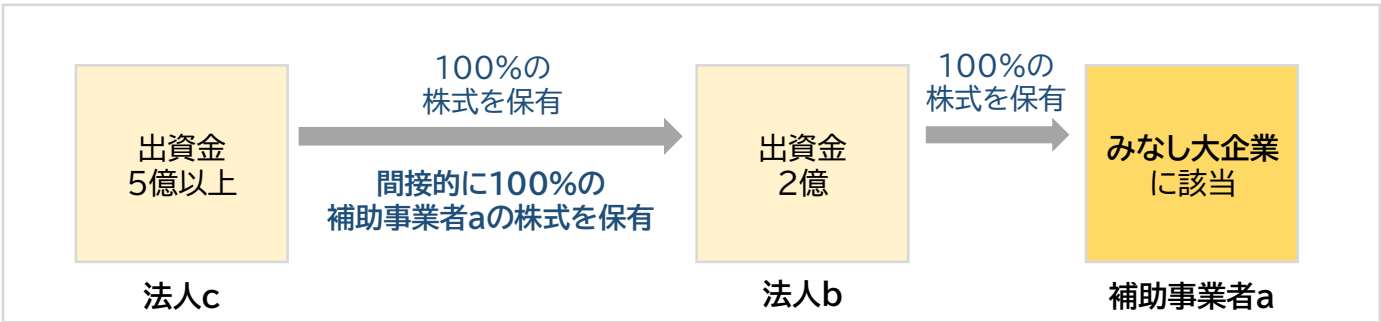 出資金
5億以上
法人c
100%の
株式を保有
間接的に100%の
補助事業者aの株式を保有
出資金
2億
法人b
100%の
株式を保有
みなし大企業
に該当
補助事業者a